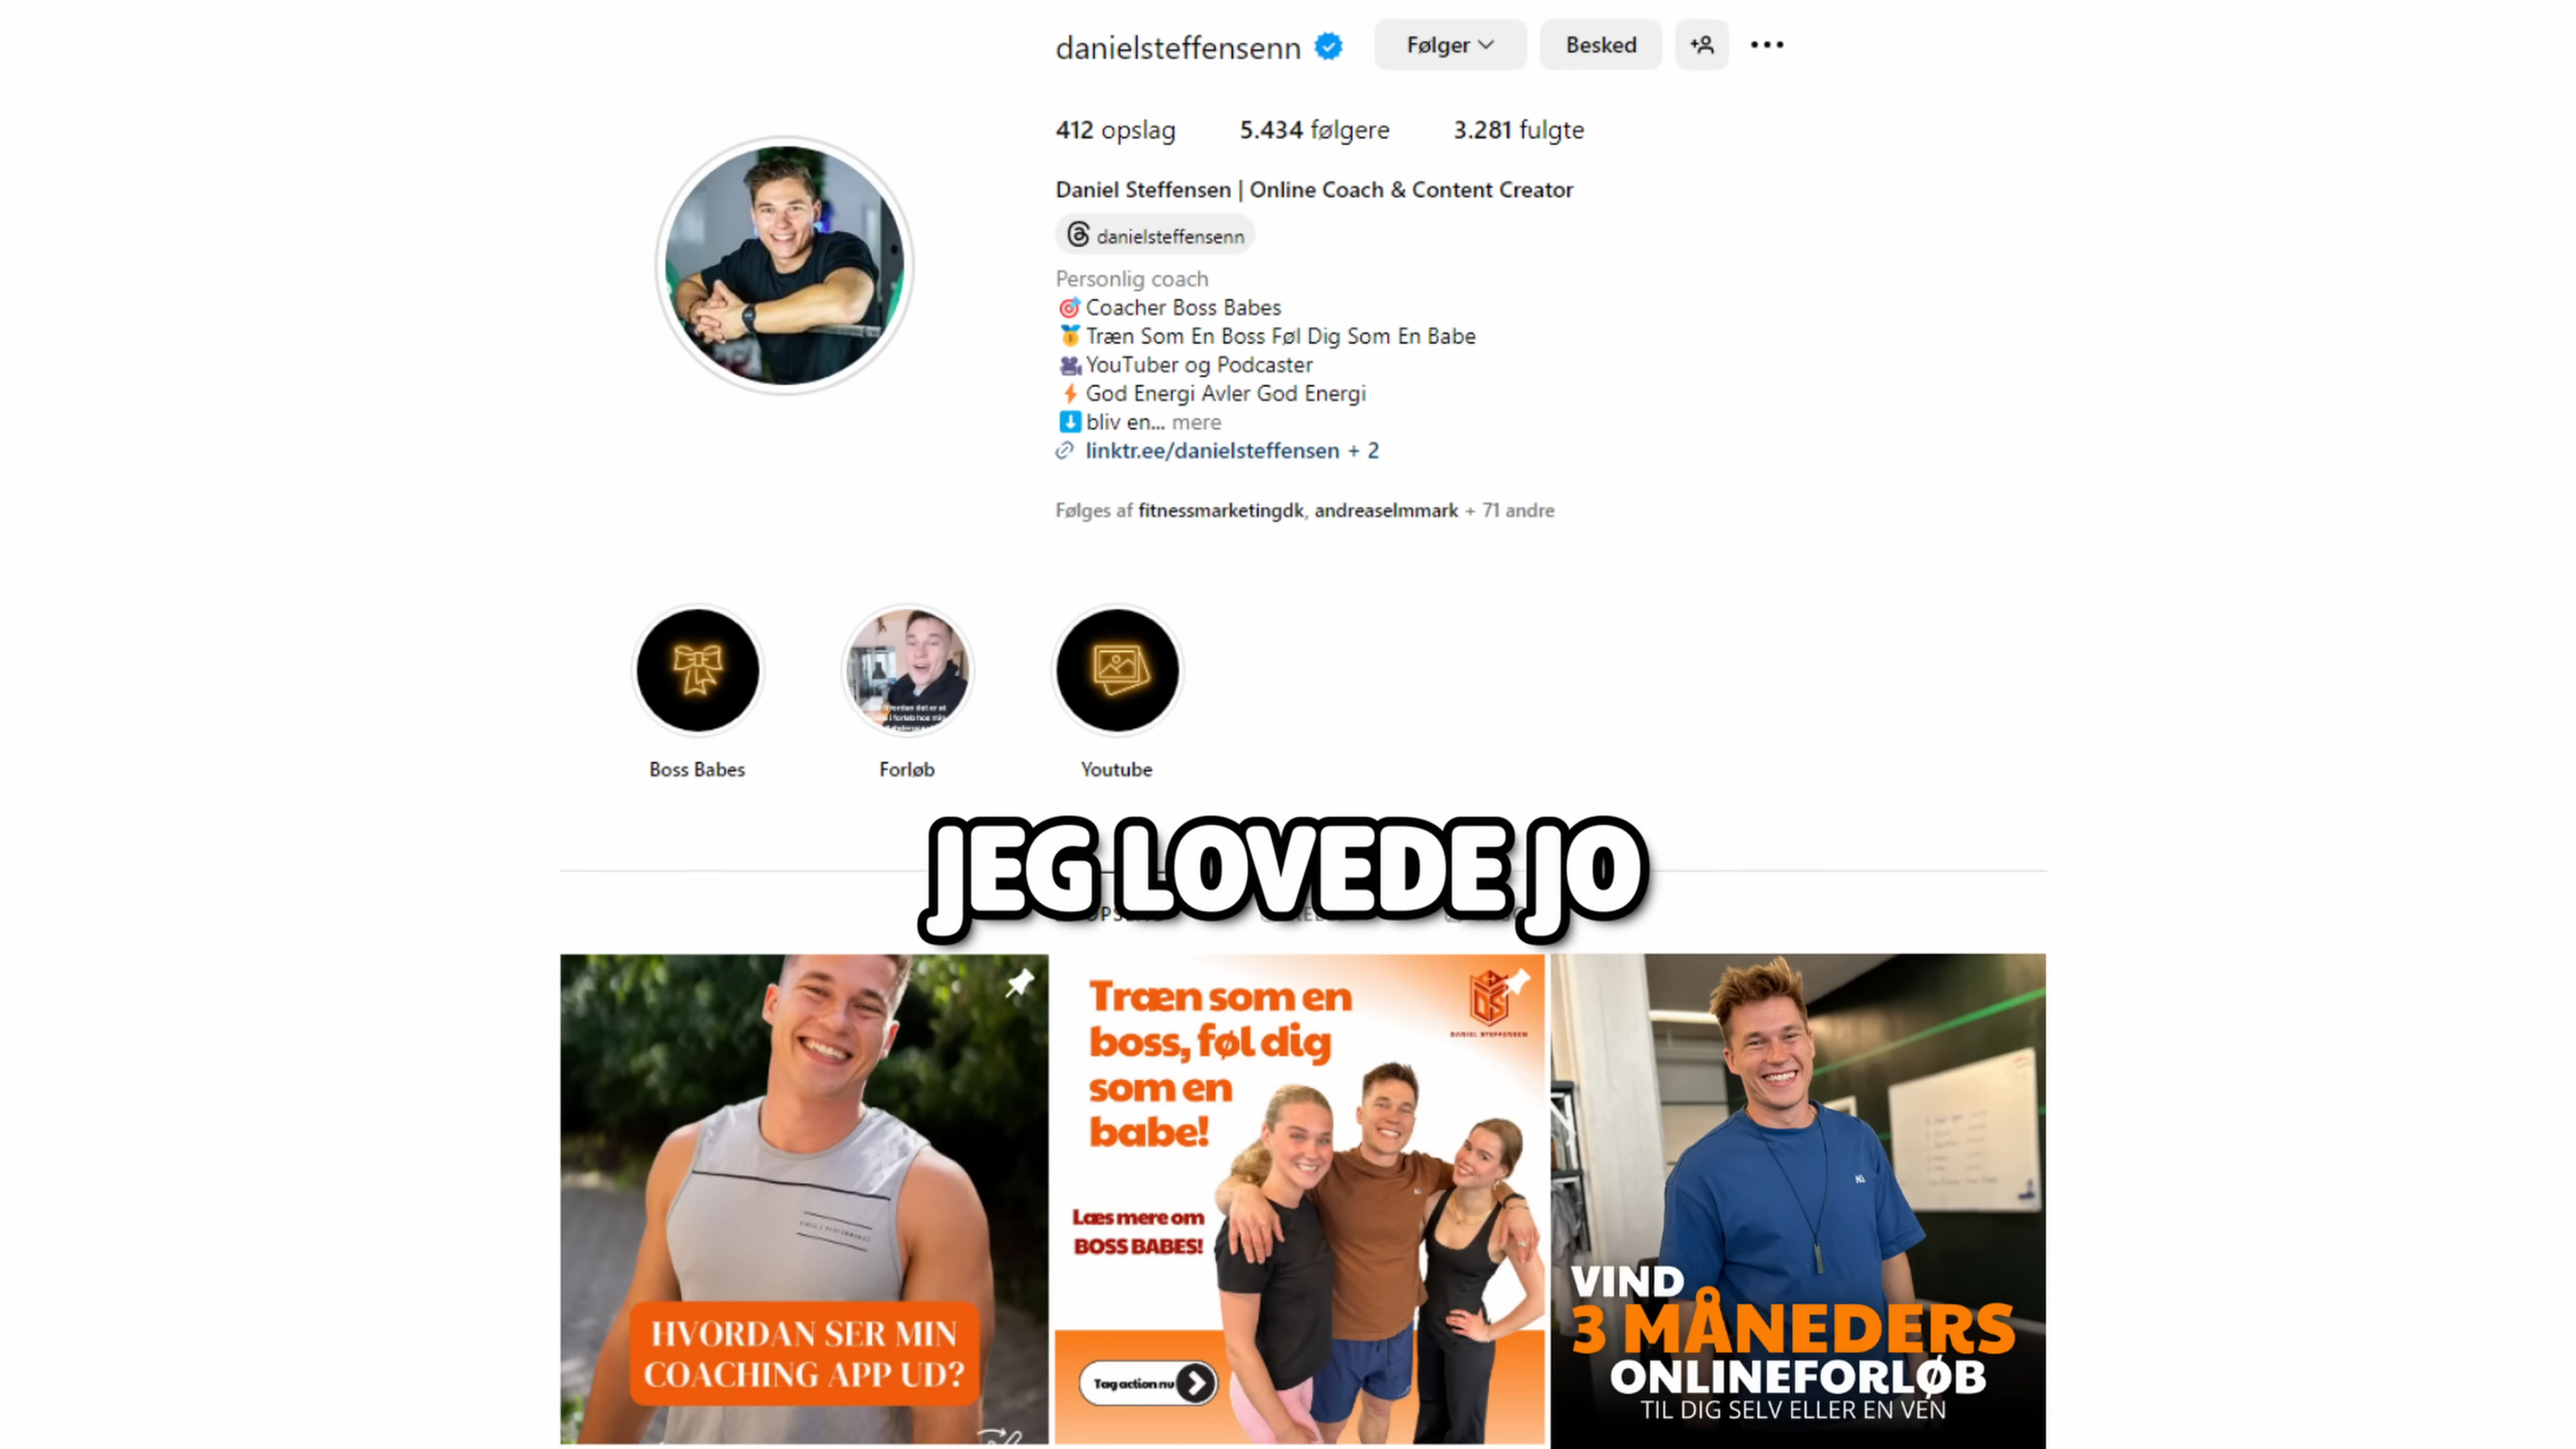 danielsteffensenn
Følger
Besked
412 opslag
5.434 følgere
3.281 fulgte
Daniel Steffensen | Online Coach & Content Creator
danielsteffensenn
Personlig coach
Coacher Boss Babes
Træn Som En Boss Føl Dig Som En Babe
YouTuber og Podcaster
God Energi Avler God Energi
bliv en... mere
linktr.ee/danielsteffensen + 2
Følges af fitnessmarketingdk, andreaselmmark + 71 andre
Boss Babes
Forløb
Youtube
JEG LOVEDE JO
HVORDAN SER MIN
COACHING APP UD?
Træn som en
boss, føl dig
som en
babe!
DANIEL STEFFENSEN
Læs mere om
BOSS BABES!
Tag action nu
VIND
3 MÅNEDERS
ONLINEFORLØB
TIL DIG SELV ELLER EN VEN